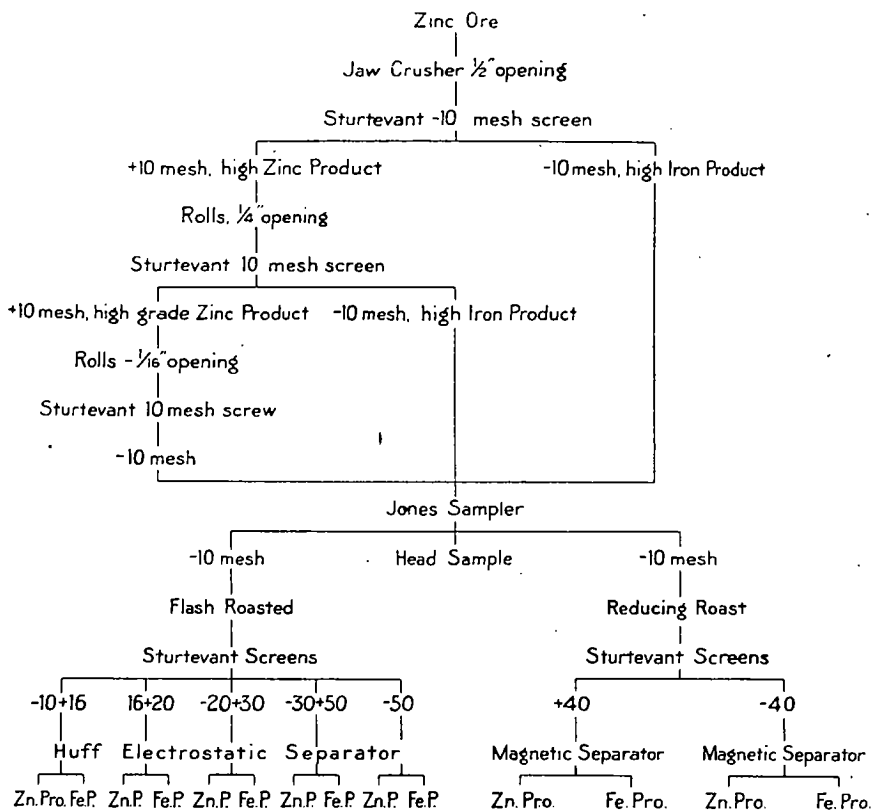 Zinc Ore
Jaw Crusher ½" opening
Sturtevant -10 mesh screen
+10 mesh, high Zinc Product -10 mesh, high Iron Product
Rolls, ¼" opening
Sturtevant 10 mesh screen
+10 mesh, high grade Zinc Product -10 mesh, high Iron Product
Rolls - 1/16" opening
Sturtevant 10 mesh screw
-10 mesh
Jones Sampler
-10 mesh Head Sample -10 mesh
Flash Roasted Reducing Roast
Sturtevant Screens Sturtevant Screens
-10+16 16+20 -20+30 -30+50 -50 +40 -40
Huff Electrostatic Separator Magnetic Separator Magnetic Separator
Zn. Pro. Fe.P. Zn.P. Fe.P. Zn.P. Fe.P. Zn.P. Fe.P. Zn.P. Fe.P. Zn. Pro. Fe. Pro. Zn. Pro. Fe. Pro.